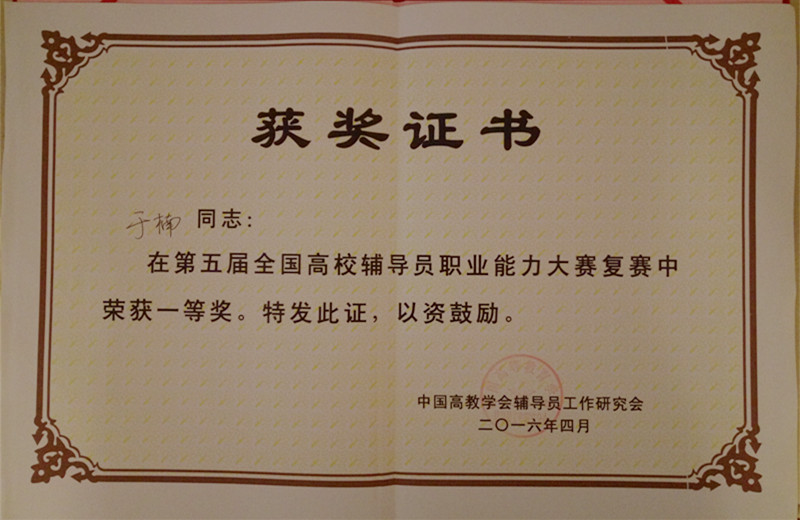 获奖证书
于楠 同志：
在第五届全国高校辅导员职业能力大赛复赛中
荣获一等奖。特发此证，以资鼓励。
中国高教学会辅导员工作研究会
二〇一六年四月